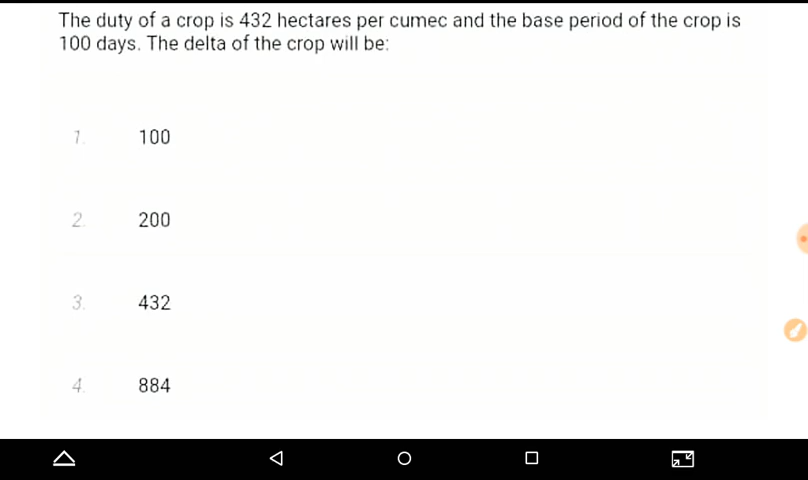 The duty of a crop is 432 hectares per cumec and the base period of the crop is
100 days. The delta of the crop will be:
1. 100
2. 200
3. 432
4. 884